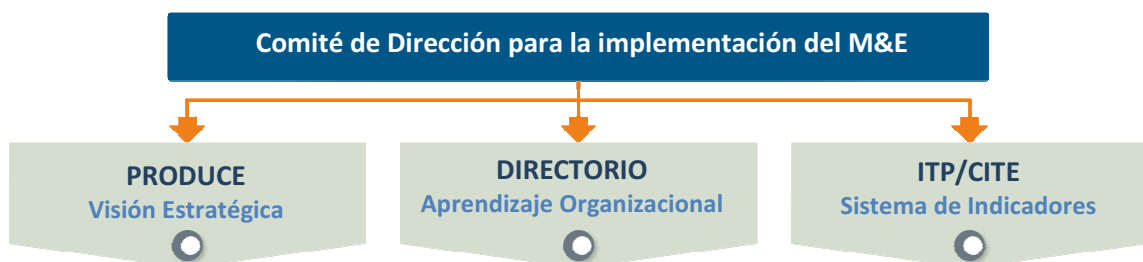 Comité de Dirección para la implementación del M&E
PRODUCE
Visión Estratégica
DIRECTORIO
Aprendizaje Organizacional
ITP/CITE
Sistema de Indicadores